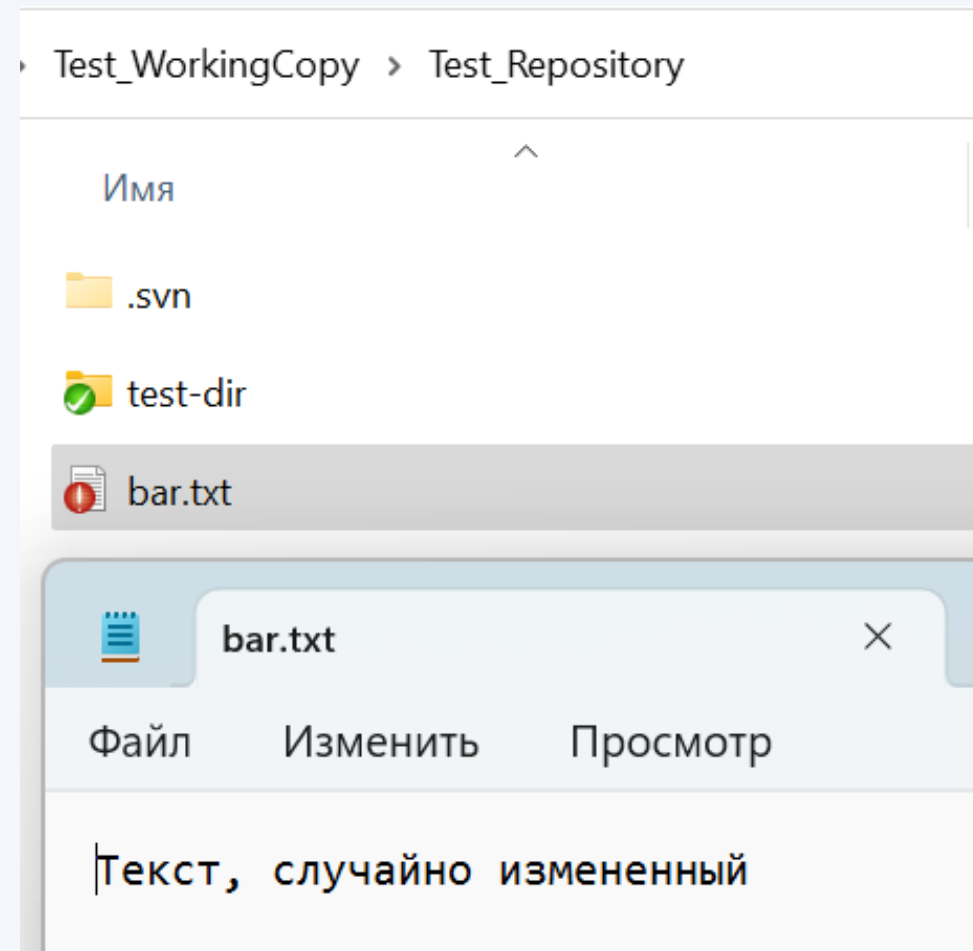 Test_WorkingCopy > Test_Repository
Имя
.svn
test-dir
bar.txt
bar.txt
Файл Изменить Просмотр
Текст, случайно измененный